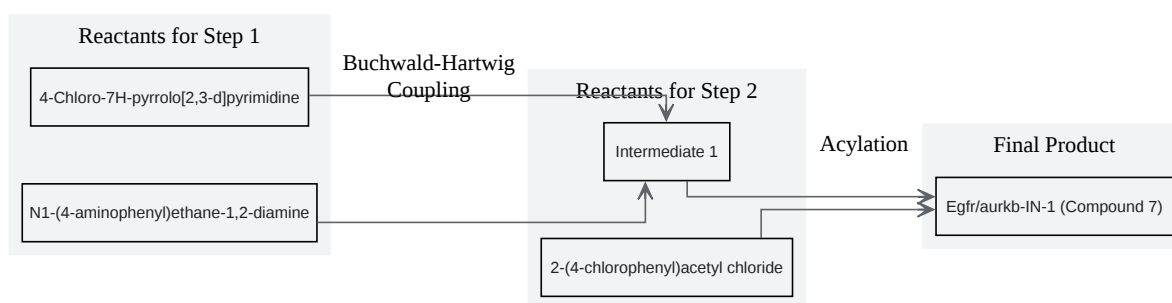 Reactants for Step 1
4-Chloro-7H-pyrrolo[2,3-d]pyrimidine
N1-(4-aminophenyl)ethane-1,2-diamine
Buchwald-Hartwig
Coupling
Reactants for Step 2
Intermediate 1
2-(4-chlorophenyl)acetyl chloride
Acylation
Final Product
Egfr/aurkb-IN-1 (Compound 7)